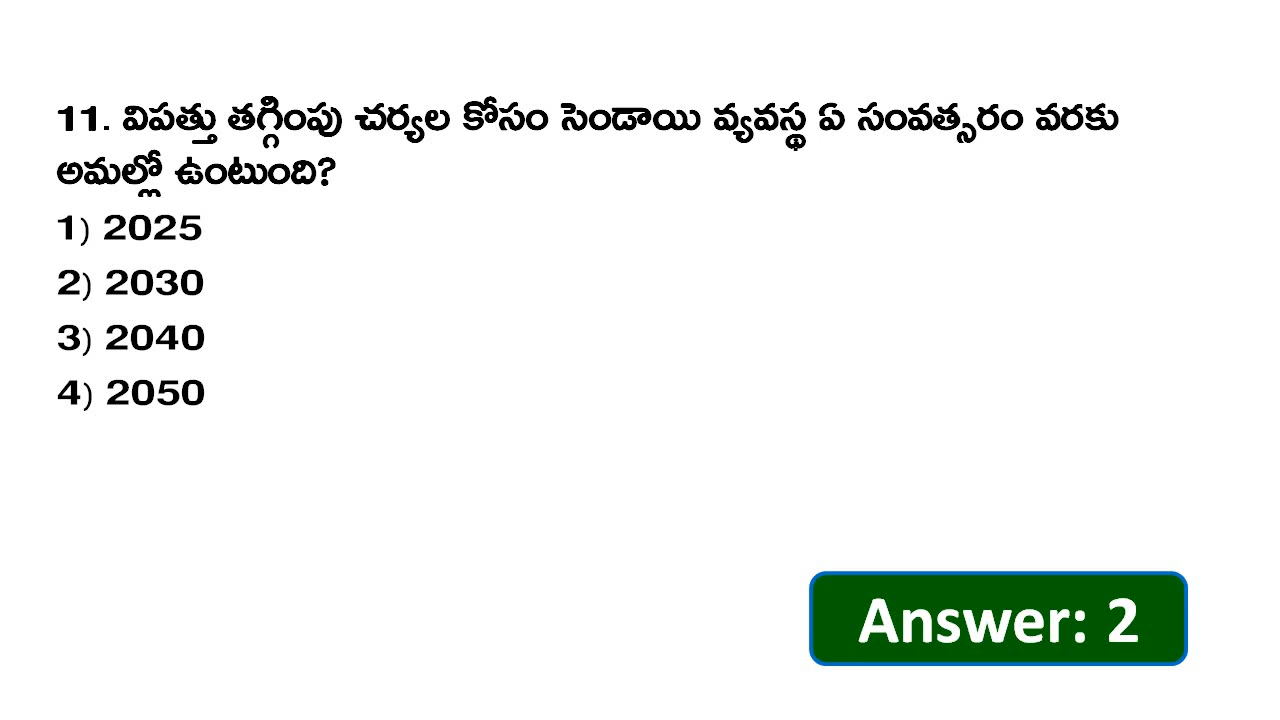 11. విపత్తు తగ్గింపు చర్యల కోసం సెండాయి వ్యవస్థ ఏ సంవత్సరం వరకు
అమల్లో ఉంటుంది?
1) 2025
2) 2030
3) 2040
4) 2050
Answer: 2